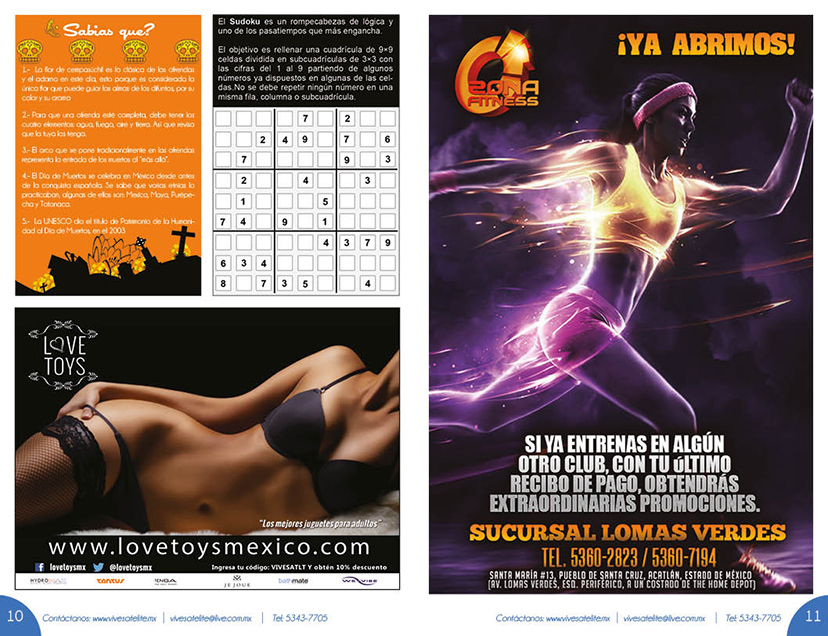 Sabias que?
1.- La flor de cempasúchil es la clásica de las ofrendas
y el adorno en este día, esto porque es considerada la
única flor que puede guiar las almas de los difuntos, por su
color y su aroma
2.- Para que una ofrenda este completa, debe tener los
cuatro elementos: agua, fuego, aire y tierra. Así que revisa
que la tuya los tenga.
3.- El arco que se pone tradicionalmente en las ofrendas
representa la entrada de los muertos al "más allá".
4.- El Día de Muertos se celebra en México desde antes
de la conquista española. Se sabe que varias etnias lo
practicaban, algunas de ellas son: Mexica, Maya, Purépe-
cha y Totonaca.
5.- La UNESCO dio el título de Patrimonio de la Humani-
dad al Día de Muertos, en el 2003
El Sudoku es un rompecabezas de lógica y
uno de los pasatiempos que más engancha.
El objetivo es rellenar una cuadrícula de 9×9
celdas dividida en subcuadrículas de 3×3 con
las cifras del 1 al 9 partiendo de algunos
números ya dispuestos en algunas de las cel-
das.No se debe repetir ningún número en una
misma fila, columna o subcuadrícula.
7 2
2 4 9 7 6
7 9 3
2 4 3
1 5
7 4 9 1
4 3 7 9
6 3 4
8 7 3 5 4
LOVE
TOYS
"Los mejores juguetes para adultos"
www.lovetoysmexico.com
lovetoysmx @lovetoysmx Ingresa tu código: VIVESATLT Y obtén 10% descuento
HYDROMAX TANTUS TENGA JE JOUE bathmate WE VIBE
10 Contáctanos: www.vivesatelite.mx | vivesatelite@live.com.mx | Tel: 5343-7705
ZONA
FITNESS
¡YA ABRIMOS!
SI YA ENTRENAS EN ALGÚN
OTRO CLUB, CON TU ÚLTIMO
RECIBO DE PAGO, OBTENDRÁS
EXTRAORDINARIAS PROMOCIONES.
SUCURSAL LOMAS VERDES
TEL. 5360-2823 / 5360-7194
SANTA MARÍA #13, PUEBLO DE SANTA CRUZ, ACATLÁN, ESTADO DE MÉXICO
(AV. LOMAS VERDES, ESQ. PERIFÉRICO, A UN COSTADO DE THE HOME DEPOT)
Contáctanos: www.vivesatelite.mx | vivesatelite@live.com.mx | Tel: 5343-7705 11